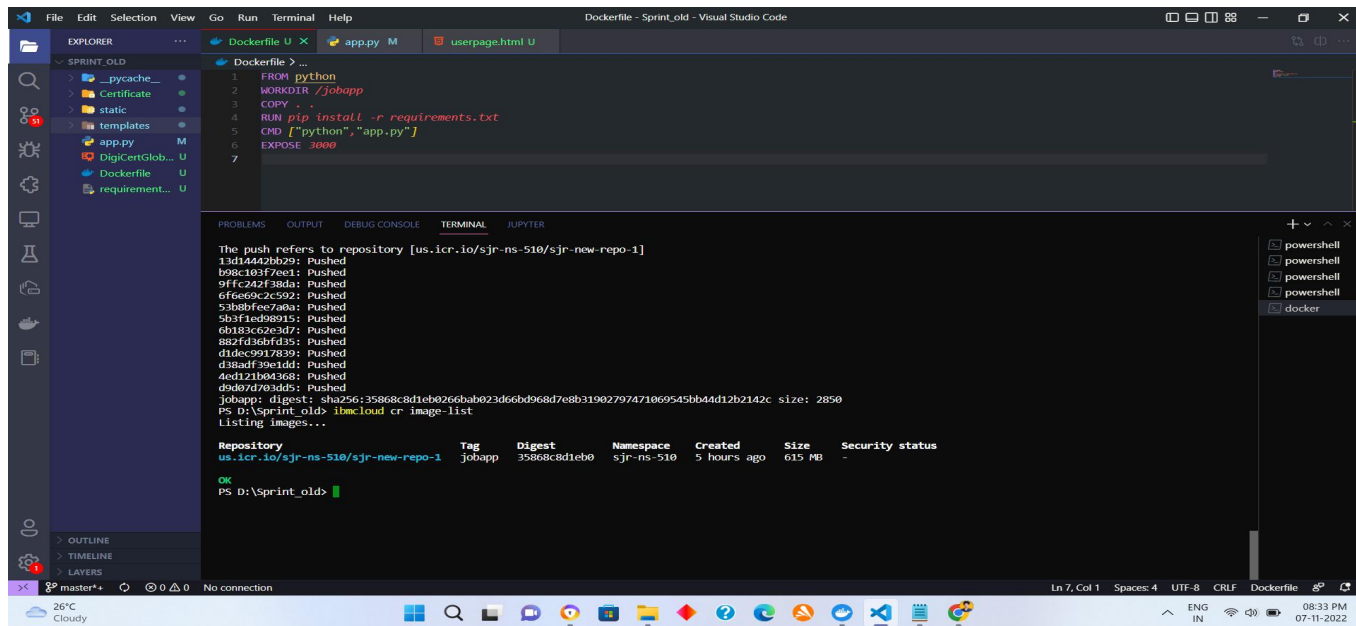 File Edit Selection View Go Run Terminal Help Dockerfile - Sprint_old - Visual Studio Code
EXPLORER ...
SPRINT_OLD
__pycache__
Certificate
static
templates
app.py M
DigiCertGlob... U
Dockerfile U
requirement... U
51
Dockerfile U app.py M userpage.html U
Dockerfile > ...
1 FROM python
2 WORKDIR /jobapp
3 COPY . .
4 RUN pip install -r requirements.txt
5 CMD ["python","app.py"]
6 EXPOSE 3000
7
PROBLEMS OUTPUT DEBUG CONSOLE TERMINAL JUPYTER
The push refers to repository [us.icr.io/sjr-ns-510/sjr-new-repo-1]
13d14442bb29: Pushed
b98c103f7ee1: Pushed
9ffc242f38da: Pushed
6f6e69c2c592: Pushed
53b8bfee7a0a: Pushed
5b3f1ed98915: Pushed
6b183c62e3d7: Pushed
882fd36bfd35: Pushed
d1dec9917839: Pushed
d38adf39e1dd: Pushed
4ed121b04368: Pushed
d9d07d703dd5: Pushed
jobapp: digest: sha256:35868c8d1eb0266bab023d66bd968d7e8b31902797471069545bb44d12b2142c size: 2850
PS D:\Sprint_old> ibmcloud cr image-list
Listing images...
Repository Tag Digest Namespace Created Size Security status
us.icr.io/sjr-ns-510/sjr-new-repo-1 jobapp 35868c8d1eb0 sjr-ns-510 5 hours ago 615 MB -
OK
PS D:\Sprint_old>
powershell
powershell
powershell
powershell
docker
OUTLINE
TIMELINE
LAYERS
1
master*+ 0 0 No connection Ln 7, Col 1 Spaces: 4 UTF-8 CRLF Dockerfile
26°C
Cloudy
ENG
IN
08:33 PM
07-11-2022